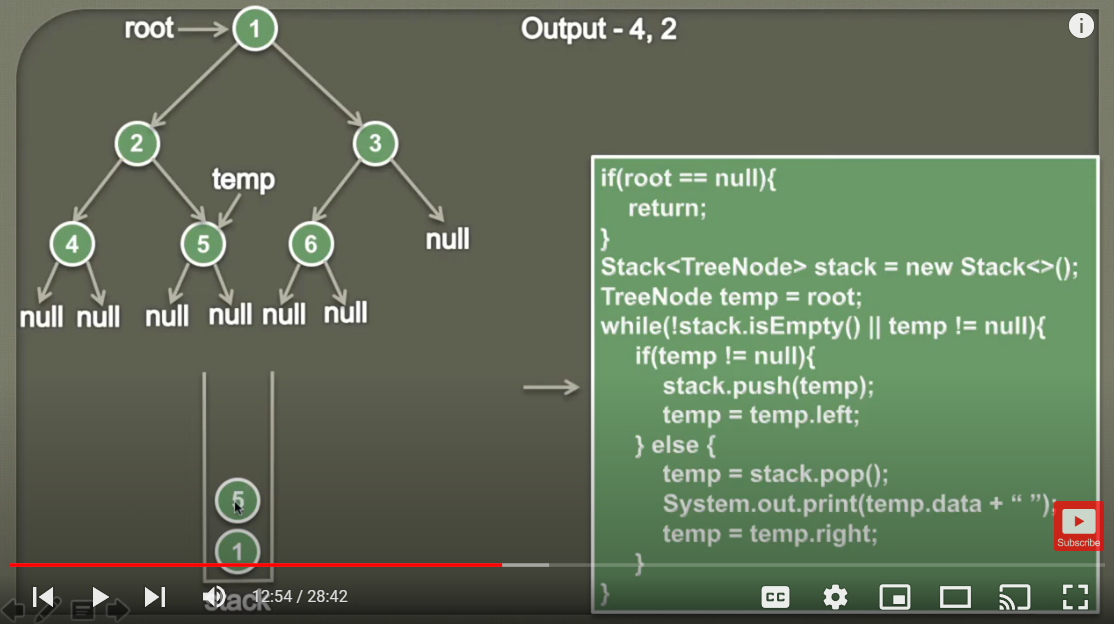 root
1
Output - 4, 2
i
2
3
temp
4
5
6
null
null
null
null
null
null
null
if(root == null){
return;
}
Stack<TreeNode> stack = new Stack<>();
TreeNode temp = root;
while(!stack.isEmpty() || temp != null){
if(temp != null){
stack.push(temp);
temp = temp.left;
} else {
temp = stack.pop();
System.out.print(temp.data + “ ”);
temp = temp.right;
}
}
5
1
stack
Subscribe
12:54 / 28:42
CC